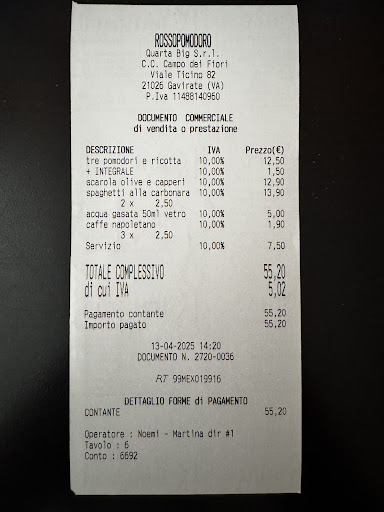 ROSSOPOMODORO
Quarta Big S.r.l.
C.C. Campo dei Fiori
Viale Ticino 82
21026 Gavirate (VA)
P.Iva 11488140960
DOCUMENTO COMMERCIALE
di vendita o prestazione
DESCRIZIONE IVA Prezzo(€)
tre pomodori e ricotta 10,00% 12,50
+ INTEGRALE 10,00% 1,50
scarola olive e capperi 10,00% 12,90
spaghetti alla carbonara 10,00% 13,90
2 x 2,50
acqua gasata 50ml vetro 10,00% 5,00
caffe napoletano 10,00% 1,90
3 x 2,50
Servizio 10,00% 7,50
TOTALE COMPLESSIVO 55,20
di cui IVA 5,02
Pagamento contante 55,20
Importo pagato 55,20
13-04-2025 14:20
DOCUMENTO N. 2720-0036
RT 99MEX019916
DETTAGLIO FORME di PAGAMENTO
CONTANTE 55,20
Operatore : Noemi - Martina dir #1
Tavolo : 6
Conto : 6692